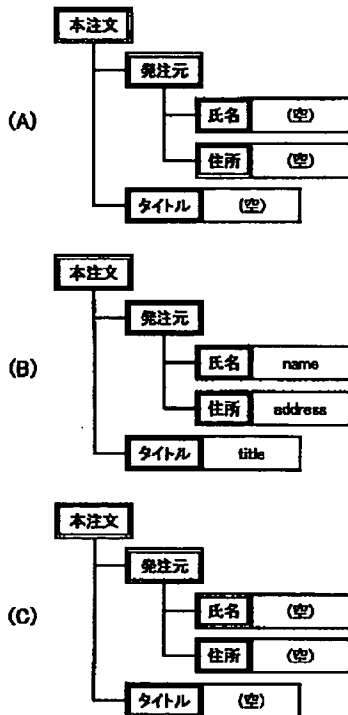 本注文
発注元
(A)
氏名 (空)
住所 (空)
タイトル (空)
本注文
発注元
(B)
氏名 name
住所 address
タイトル title
本注文
発注元
(C)
氏名 (空)
住所 (空)
タイトル (空)